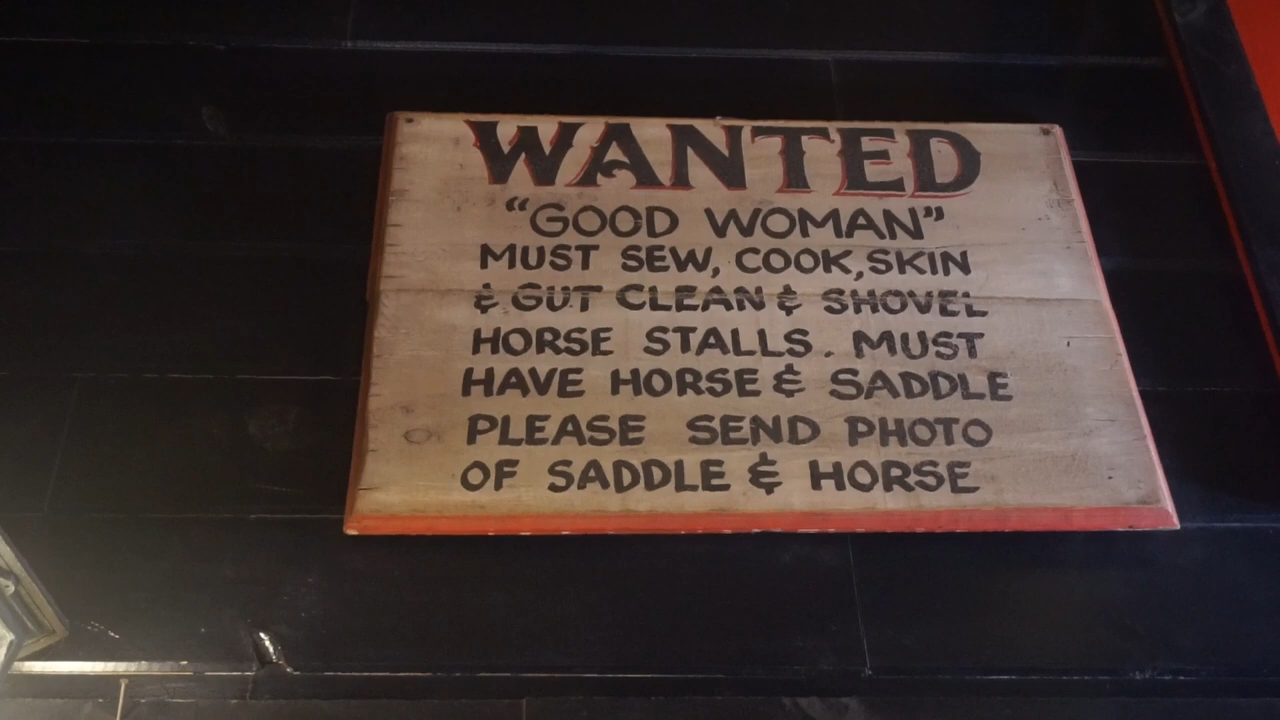 WANTED
“GOOD WOMAN”
MUST SEW, COOK, SKIN
& GUT CLEAN & SHOVEL
HORSE STALLS. MUST
HAVE HORSE & SADDLE
PLEASE SEND PHOTO
OF SADDLE & HORSE